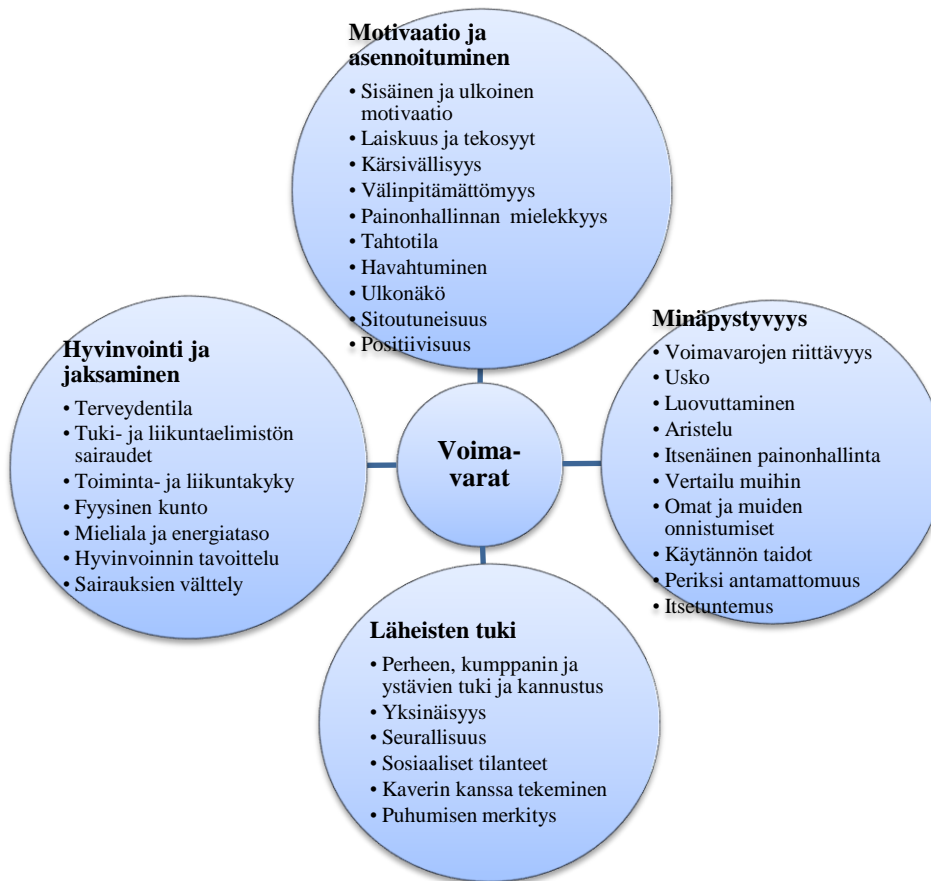 Motivaatio ja
asennoituminen
• Sisäinen ja ulkoinen
motivaatio
• Laiskuus ja tekosyyt
• Kärsivällisyys
• Välinpitämättömyys
• Painonhallinnan mielekkyys
• Tahtotila
• Havahtuminen
• Ulkonäkö
• Sitoutuneisuus
• Positiivisuus
Hyvinvointi ja
jaksaminen
• Terveydentila
• Tuki- ja liikuntaelimistön
sairaudet
• Toiminta- ja liikuntakyky
• Fyysinen kunto
• Mieliala ja energiataso
• Hyvinvoinnin tavoittelu
• Sairauksien välttely
Voima-
varat
Minäpystyvyys
• Voimavarojen riittävyys
• Usko
• Luovuttaminen
• Aristelu
• Itsenäinen painonhallinta
• Vertailu muihin
• Omat ja muiden
onnistumiset
• Käytännön taidot
• Periksi antamattomuus
• Itsetuntemus
Läheisten tuki
• Perheen, kumppanin ja
ystävien tuki ja kannustus
• Yksinäisyys
• Seurallisuus
• Sosiaaliset tilanteet
• Kaverin kanssa tekeminen
• Puhumisen merkitys